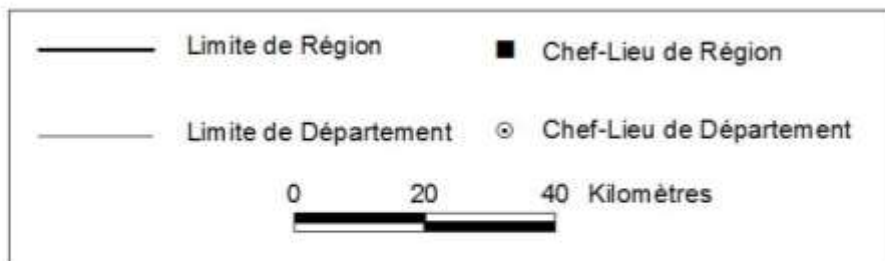 Limite de Région
Chef-Lieu de Région
Limite de Département
Chef-Lieu de Département
0 20 40 Kilomètres